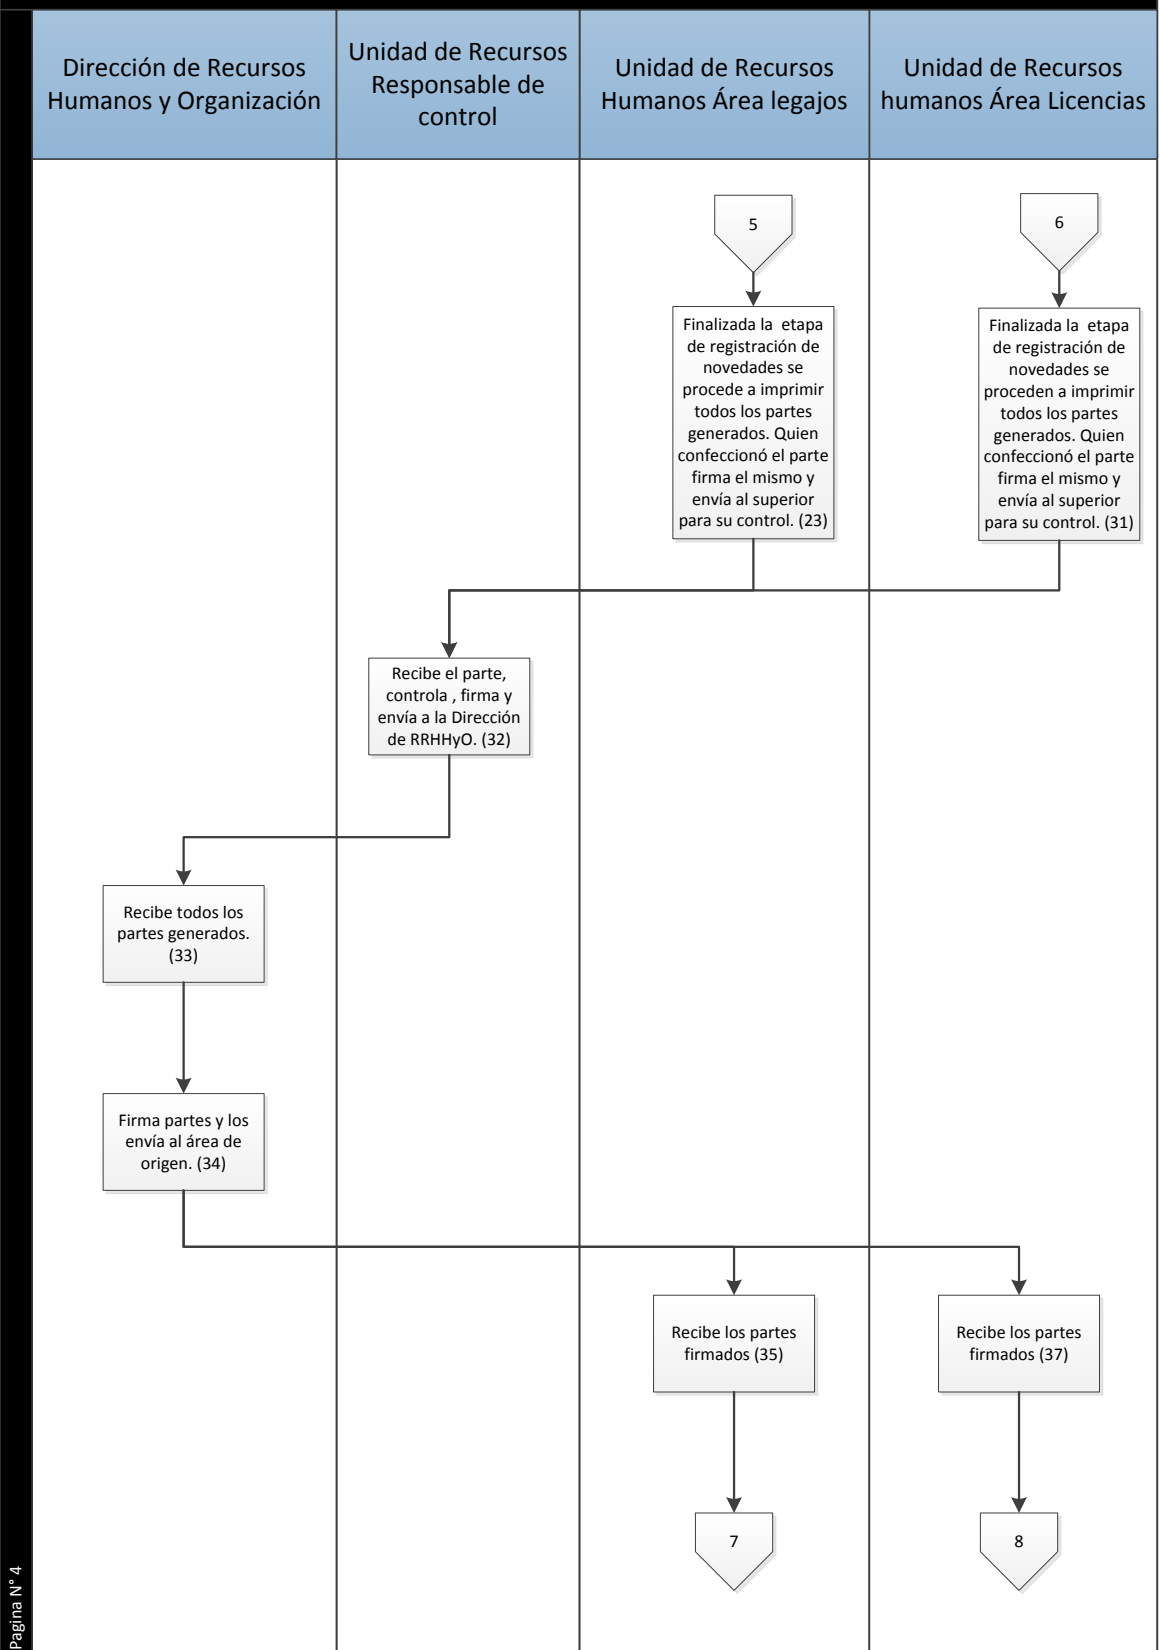 Dirección de Recursos
Humanos y Organización
Unidad de Recursos
Responsable de
control
Unidad de Recursos
Humanos Área legajos
Unidad de Recursos
humanos Área Licencias
5
6
Finalizada la etapa
de registración de
novedades se
procede a imprimir
todos los partes
generados. Quien
confeccionó el parte
firma el mismo y
envía al superior
para su control. (23)
Finalizada la etapa
de registración de
novedades se
proceden a imprimir
todos los partes
generados. Quien
confeccionó el parte
firma el mismo y
envía al superior
para su control. (31)
Recibe el parte,
controla , firma y
envía a la Dirección
de RRHHyO. (32)
Recibe todos los
partes generados.
(33)
Firma partes y los
envía al área de
origen. (34)
Recibe los partes
firmados (35)
Recibe los partes
firmados (37)
7
8
Pagina N° 4